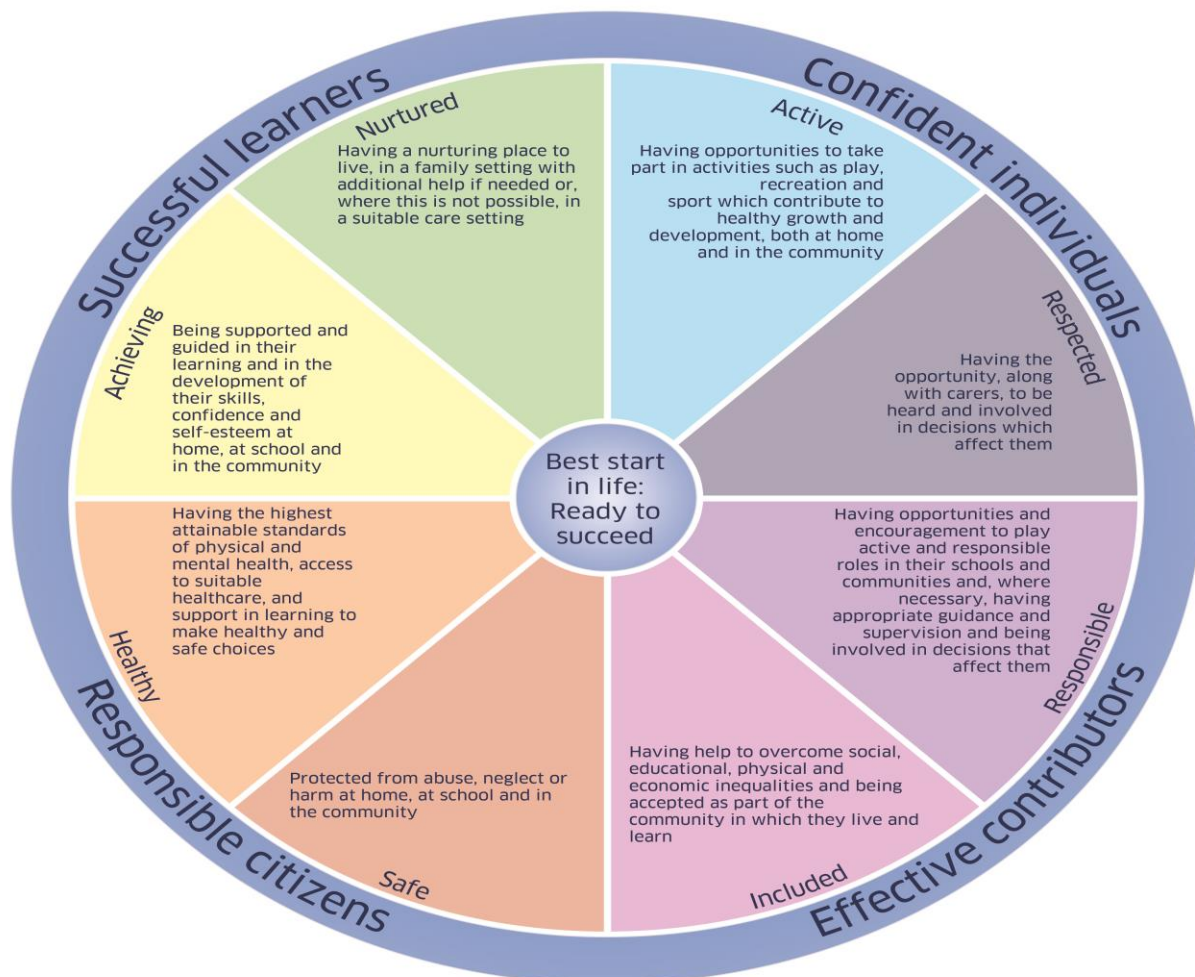 Successful learners
Confident individuals
Nurtured
Having a nurturing place to
live, in a family setting with
additional help if needed or,
where this is not possible, in
a suitable care setting
Active
Having opportunities to take
part in activities such as play,
recreation and
sport which contribute to
healthy growth and
development, both at home
and in the community
Achieving
Being supported and
guided in their
learning and in the
development of
their skills,
confidence and
self-esteem at
home, at school and
in the community
Respected
Having the
opportunity, along
with carers, to be
heard and involved
in decisions which
affect them
Best start
in life:
Ready to
succeed
Healthy
Having the highest
attainable standards
of physical and
mental health, access
to suitable
healthcare, and
support in learning to
make healthy and
safe choices
Responsible
Having opportunities and
encouragement to play
active and responsible
roles in their schools and
communities and, where
necessary, having
appropriate guidance and
supervision and being
involved in decisions that
affect them
Protected from abuse, neglect or
harm at home, at school and in
the community
Safe
Having help to overcome social,
educational, physical and
economic inequalities and being
accepted as part of the
community in which they live and
learn
Included
Responsible citizens
Effective contributors